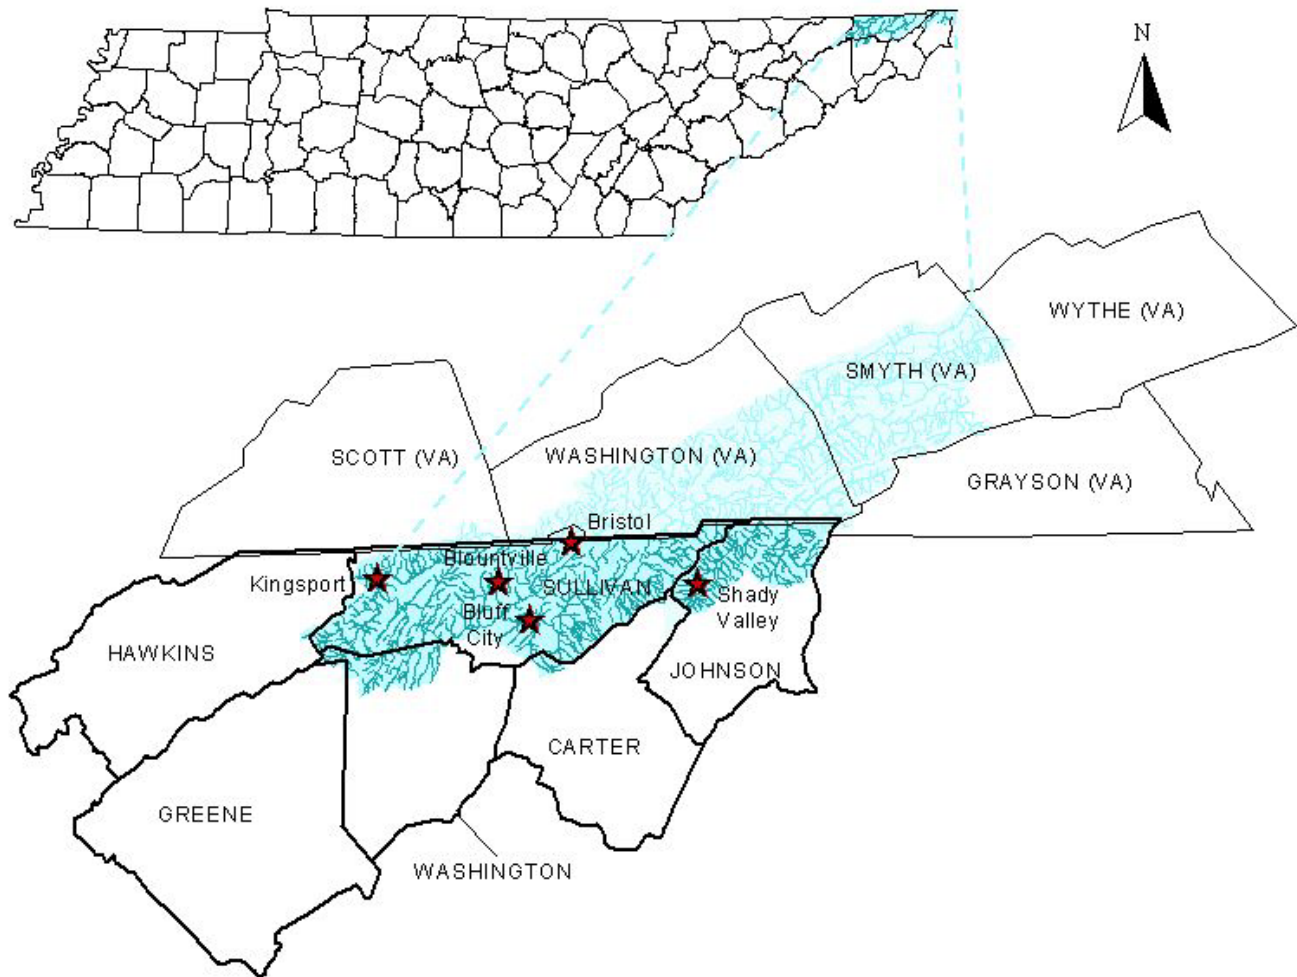 N
WYTHE (VA)
SMYTH (VA)
SCOTT (VA)
WASHINGTON (VA)
GRAYSON (VA)
Bristol
Blountville
Kingsport
SULLIVAN
Shady
Valley
Bluff
City
HAWKINS
JOHNSON
CARTER
GREENE
WASHINGTON